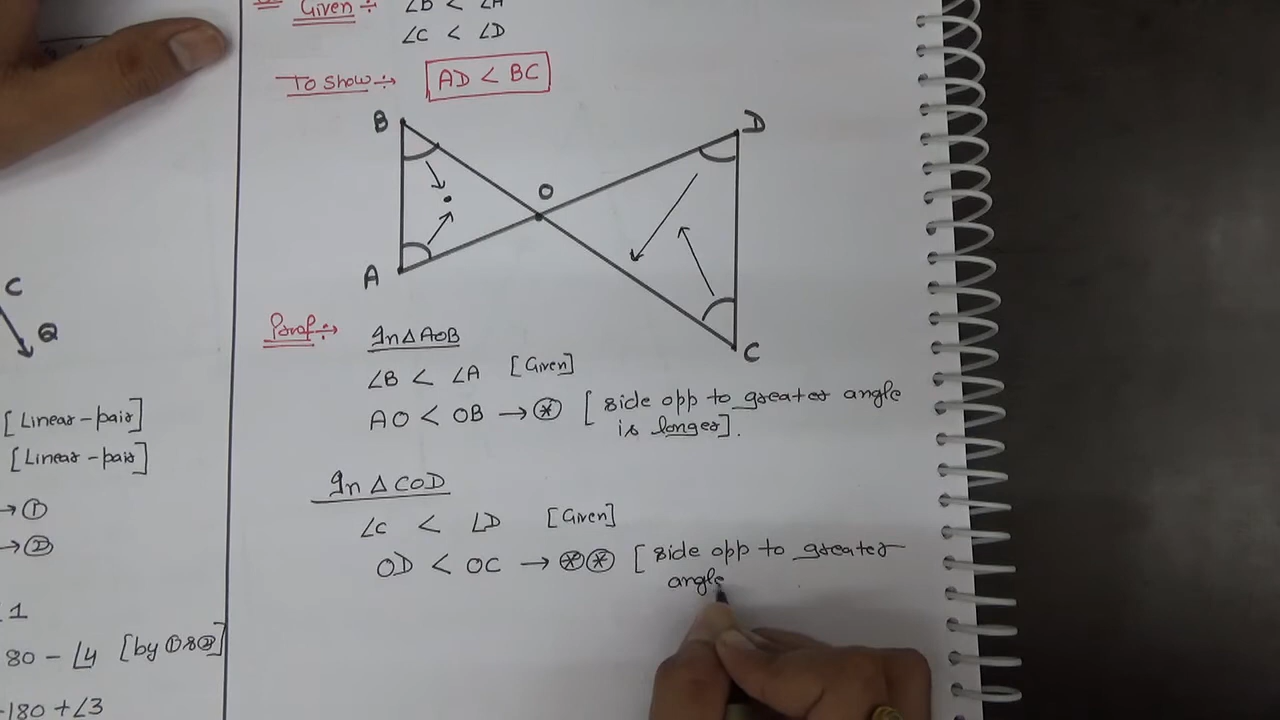 Given ÷ ∠B < ∠A
∠C < ∠D
To show ÷ AD < BC
B
D
O
A
C
Proof ÷ In △AOB
∠B < ∠A [Given]
AO < OB → ⊛ [side opp to greater angle
is longer].
In △COD
∠C < ∠D [Given]
OD < OC → ⊛⊛ [side opp to greater
angle
C
Q
[Linear-pair]
[Linear-pair]
→ ①
→ ②
1
80 - ∠4 [by ①&②]
180 + ∠3